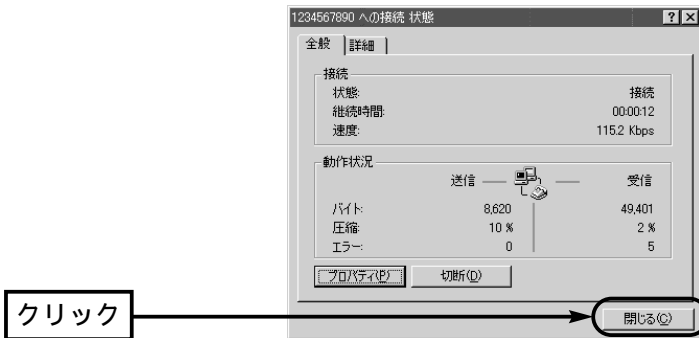 1234567890 への接続 状態
全般 詳細
接続
状態: 接続
継続時間: 00:00:12
速度: 115.2 Kbps
動作状況
送信 受信
バイト: 8,620 49,401
圧縮: 10 % 2 %
エラー: 0 5
プロパティ(P) 切断(D)
クリック
閉じる(C)